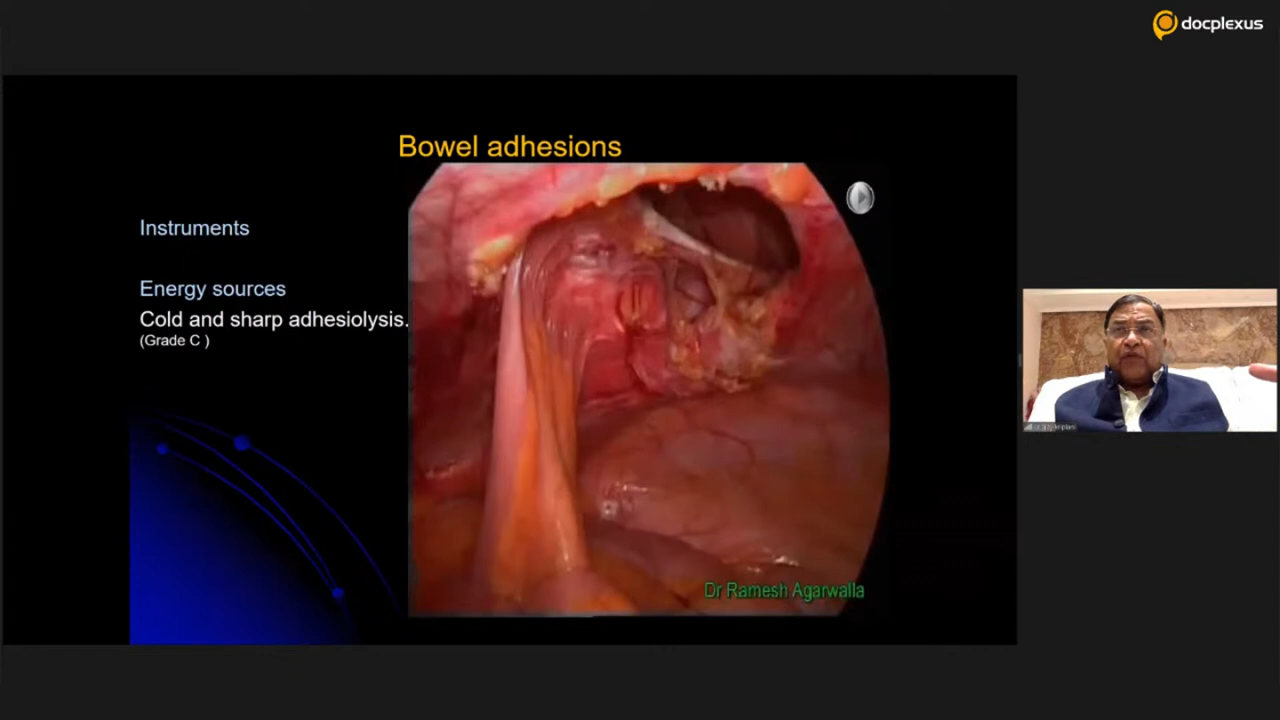 docplexus
Bowel adhesions
Instruments
Energy sources
Cold and sharp adhesiolysis.
(Grade C )
Dr Ramesh Agarwalla